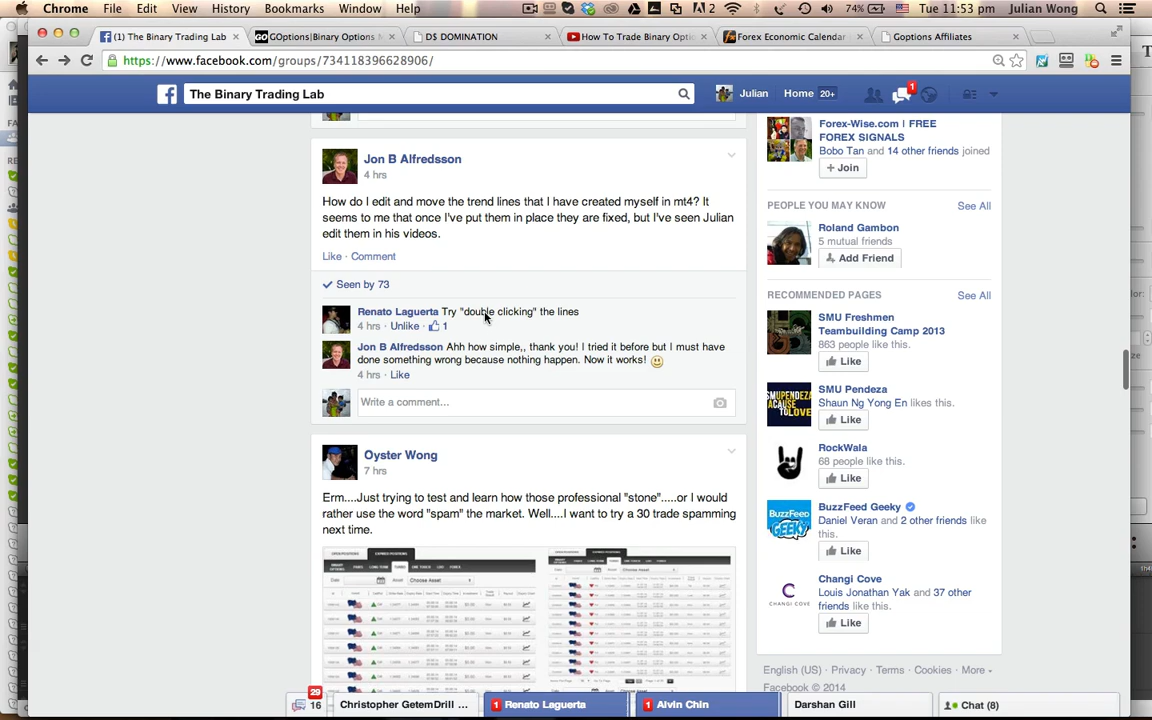 Chrome File Edit View History Bookmarks Window Help 2 74% Tue 11:53 pm Julian Wong
(1) The Binary Trading Lab GOptions|Binary Options M D$ DOMINATION How To Trade Binary Optio Forex Economic Calendar Goptions Affiliates
https://www.facebook.com/groups/734118396628906/
The Binary Trading Lab Julian Home 20+ 1
Jon B Alfredsson
4 hrs
How do I edit and move the trend lines that I have created myself in mt4? It
seems to me that once I've put them in place they are fixed, but I've seen Julian
edit them in his videos.
Like · Comment
Seen by 73
Renato Laguerta Try "double clicking" the lines
4 hrs · Unlike · 1
Jon B Alfredsson Ahh how simple,, thank you! I tried it before but I must have
done something wrong because nothing happen. Now it works!
4 hrs · Like
Write a comment...
Oyster Wong
7 hrs
Erm....Just trying to test and learn how those professional "stone".....or I would
rather use the word "spam" the market. Well....I want to try a 30 trade spamming
next time.
Forex-Wise.com | FREE
FOREX SIGNALS
Bobo Tan and 14 other friends joined
+ Join
PEOPLE YOU MAY KNOW See All
Roland Gambon
5 mutual friends
Add Friend
RECOMMENDED PAGES See All
SMU Freshmen
Teambuilding Camp 2013
863 people like this.
Like
SMU Pendeza
Shaun Ng Yong En likes this.
Like
RockWala
68 people like this.
Like
BuzzFeed Geeky
Daniel Veran and 2 other friends like
this.
Like
Changi Cove
Louis Jonathan Yak and 37 other
friends like this.
Like
English (US) · Privacy · Terms · Cookies · More
Facebook © 2014
29
16 Christopher GetemDrill ... 1 Renato Laguerta 1 Alvin Chin Darshan Gill Chat (8)